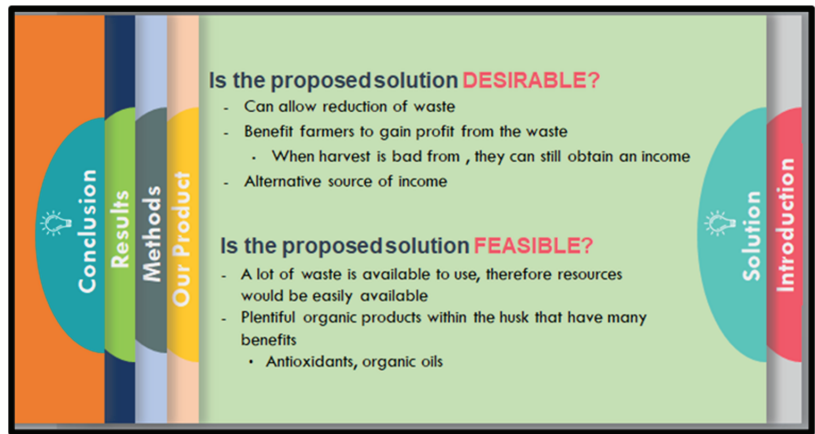 Conclusion
Results
Methods
Our Product
Is the proposed solution DESIRABLE?
- Can allow reduction of waste
- Benefit farmers to gain profit from the waste
• When harvest is bad from , they can still obtain an income
- Alternative source of income
Is the proposed solution FEASIBLE?
- A lot of waste is available to use, therefore resources
would be easily available
- Plentiful organic products within the husk that have many
benefits
• Antioxidants, organic oils
Solution
Introduction